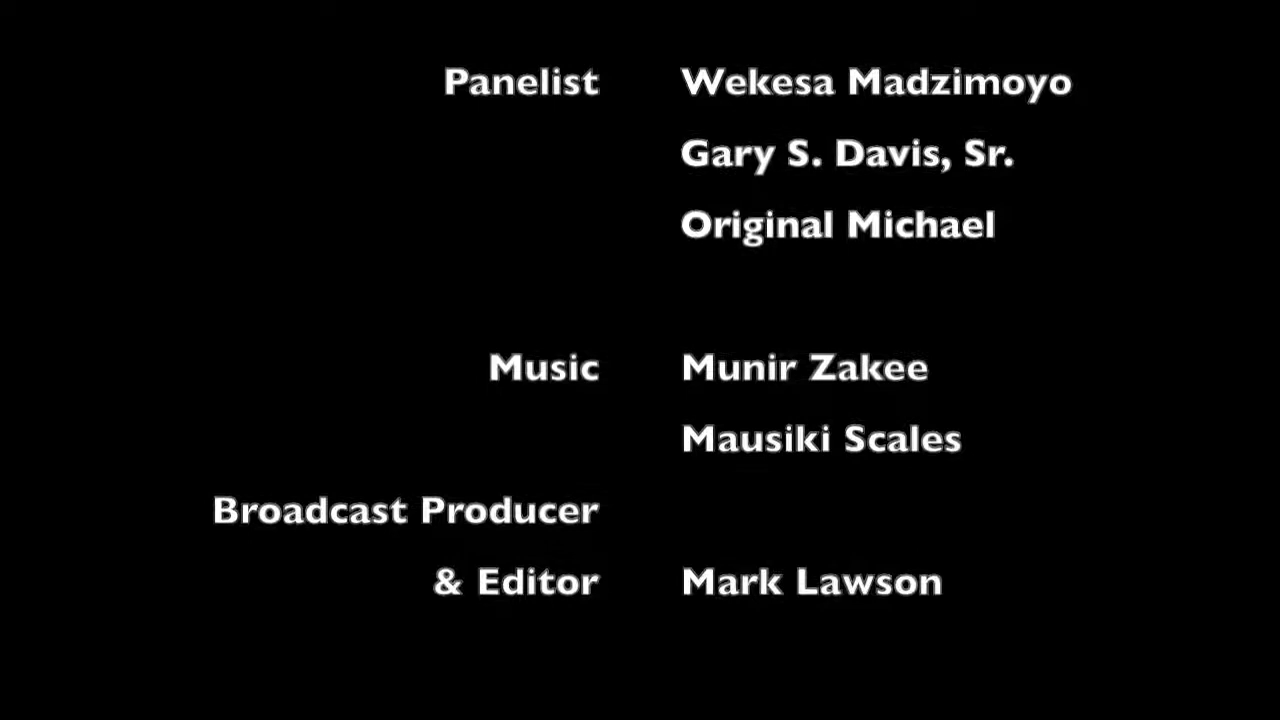 Panelist Wekesa Madzimoyo
Gary S. Davis, Sr.
Original Michael
Music Munir Zakee
Mausiki Scales
Broadcast Producer
& Editor Mark Lawson